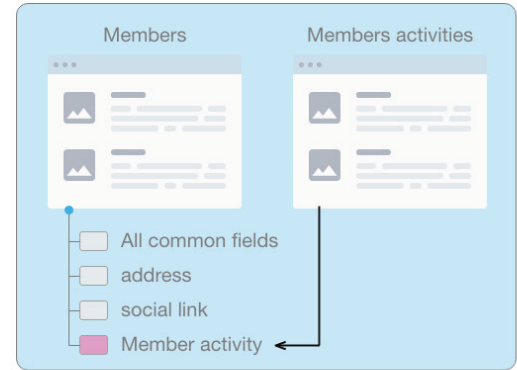 Members
Members activities
All common fields
address
social link
Member activity